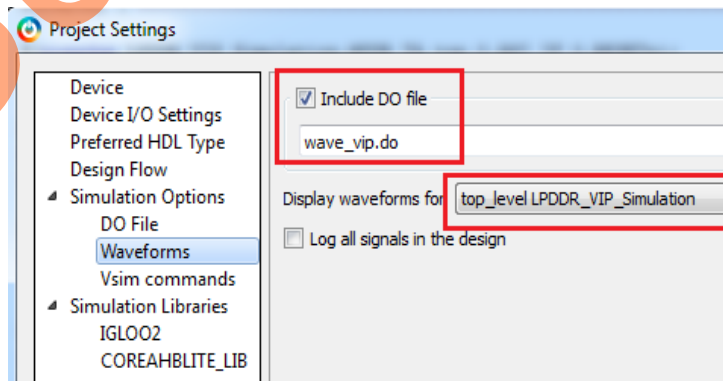 Project Settings
Device
Device I/O Settings
Preferred HDL Type
Design Flow
Simulation Options
DO File
Waveforms
Vsim commands
Simulation Libraries
IGLOO2
COREAHBLITE_LIB
Include DO file
wave_vip.do
Display waveforms for top_level LPDDR_VIP_Simulation
Log all signals in the design